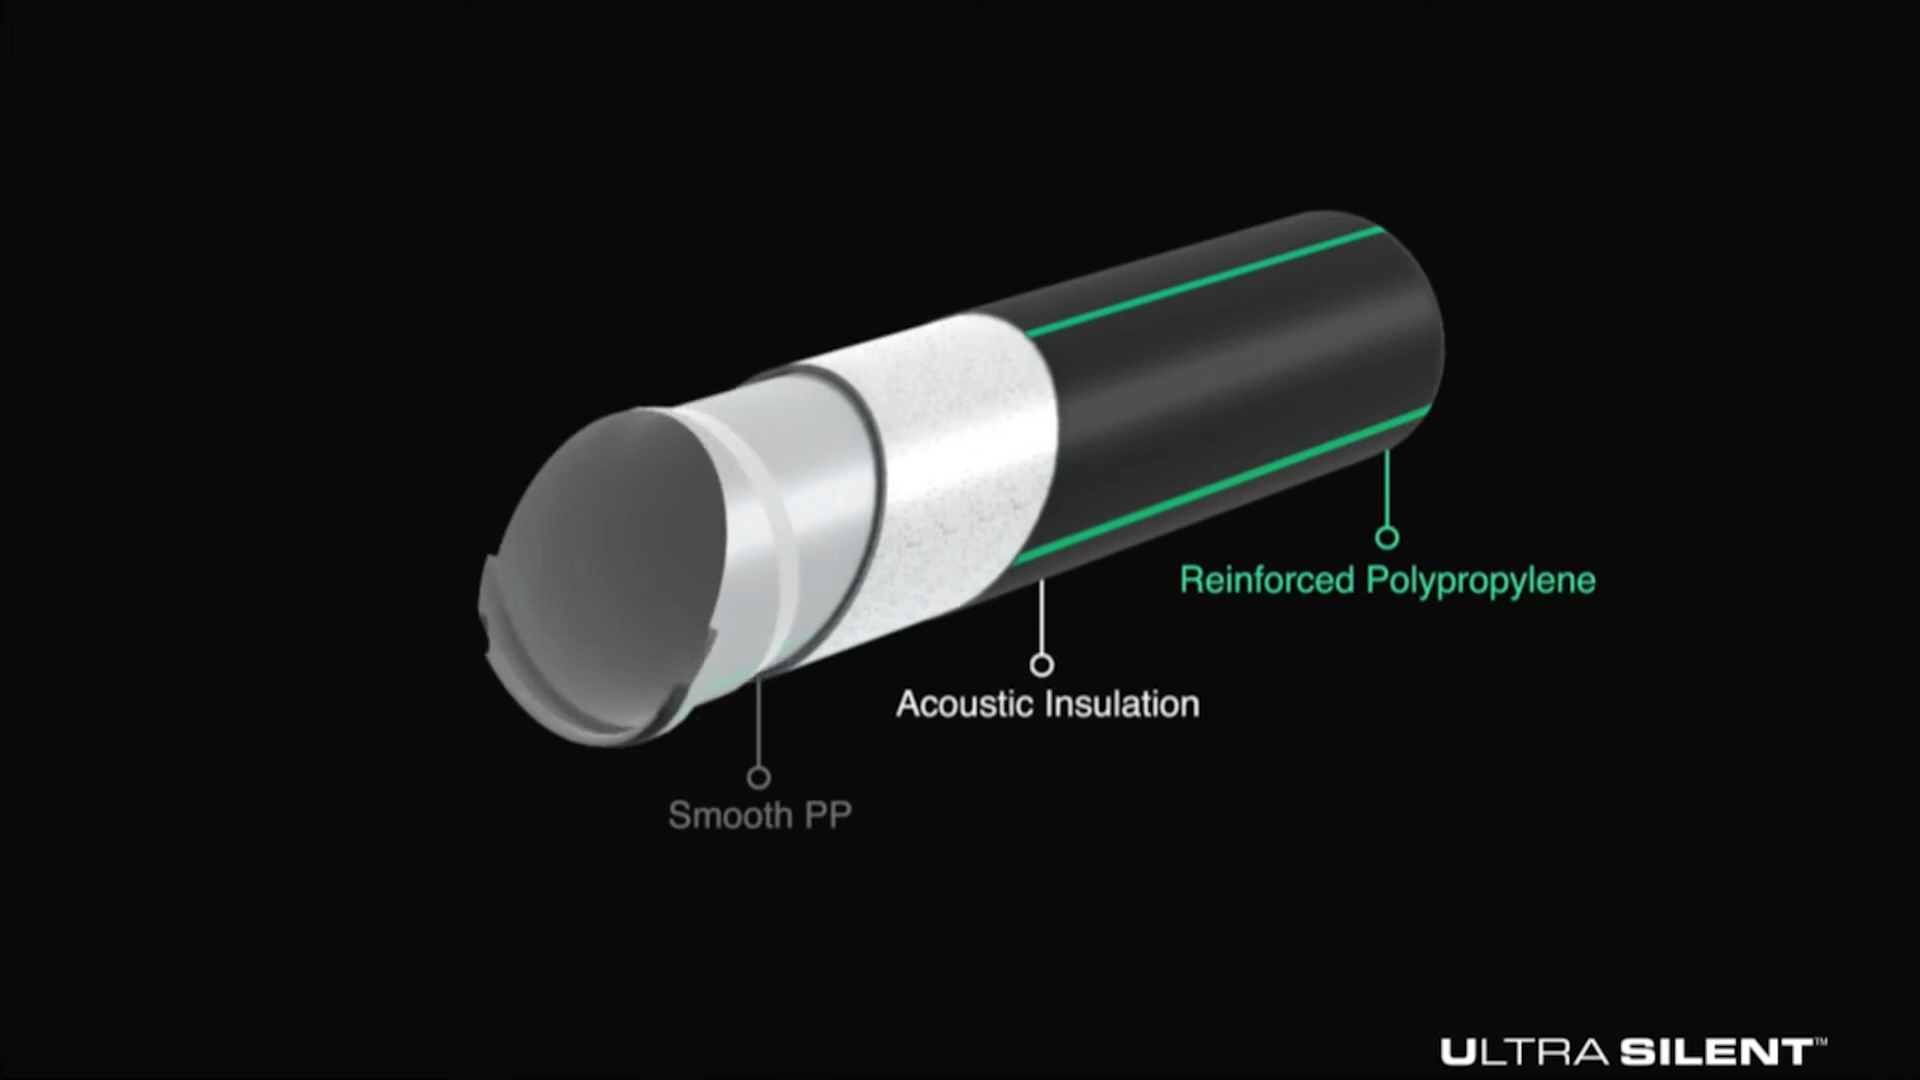 Reinforced Polypropylene
Acoustic Insulation
Smooth PP
ULTRA SILENT™